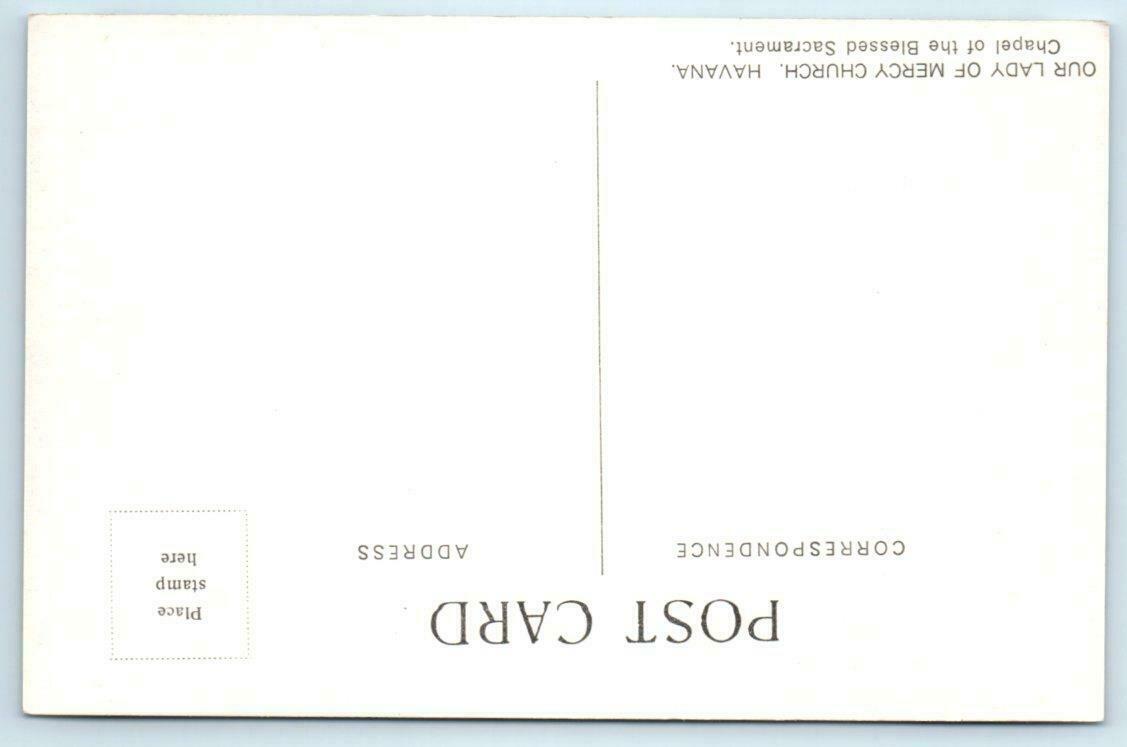 POST CARD
CORRESPONDENCE
ADDRESS
Place
stamp
here
OUR LADY OF MERCY CHURCH. HAVANA.
Chapel of the Blessed Sacrament.